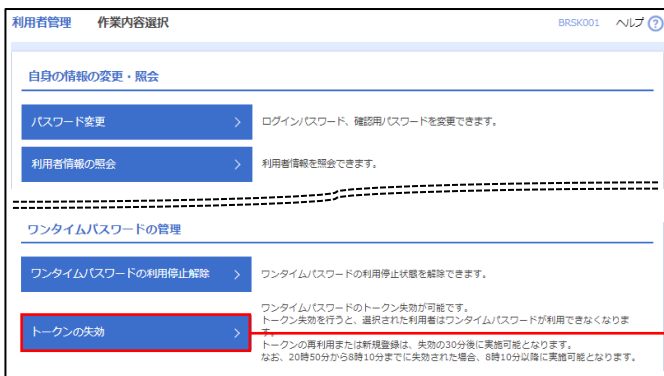 利用者管理 作業内容選択 BRSK001 ヘルプ ?
自身の情報の変更・照会
パスワード変更 ログインパスワード、確認用パスワードを変更できます。
利用者情報の照会 利用者情報を照会できます。
ワンタイムパスワードの管理
ワンタイムパスワードの利用停止解除 ワンタイムパスワードの利用停止状態を解除できます。
ワンタイムパスワードのトークン失効が可能です。
トークン失効を行うと、選択された利用者はワンタイムパスワードが利用できなくなりま
トークンの失効 す。
トークンの再利用または新規登録は、失効の30分後に実施可能となります。
なお、20時50分から8時10分までに失効された場合、8時10分以降に実施可能となります。